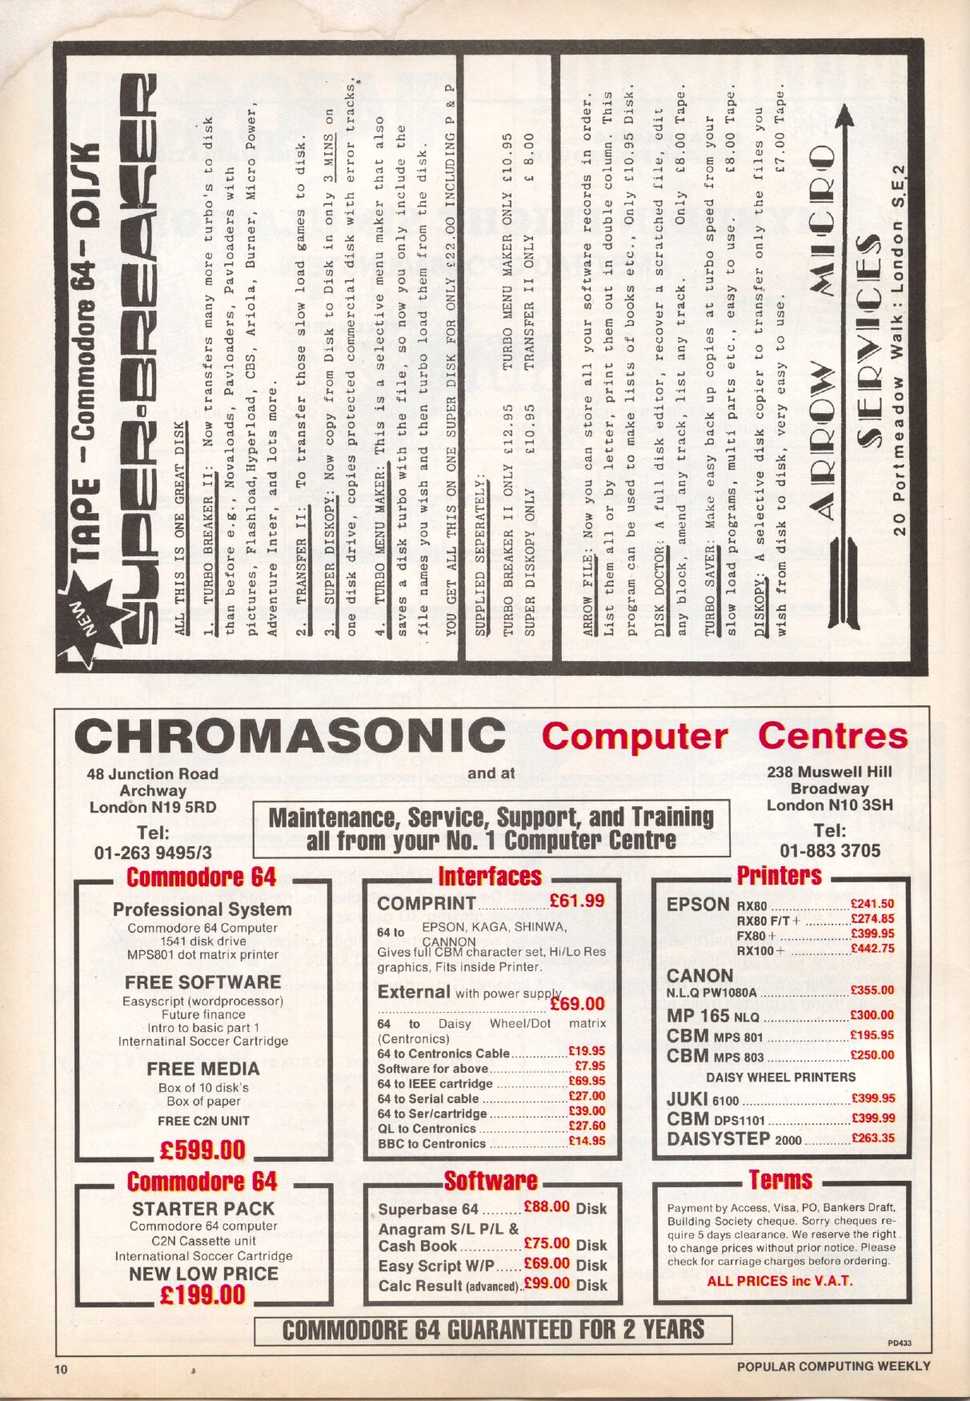 NEW
TAPE - Commodore 64 - DISK
SUPER-BREAKER
ALL THIS IS ONE GREAT DISK
1. TURBO BREAKER II: Now transfers many more turbo's to disk
than before e.g., Novaloads, Pavloaders, Pavloaders with
pictures, Flashload, Hyperload, CBS, Ariola, Burner, Micro Power,
Adventure Inter, and lots more.
2. TRANSFER II: To transfer those slow load games to disk.
3. SUPER DISKOPY: Now copy from Disk to Disk in only 3 MINS on
one disk drive, copies protected commercial disk with error tracks.
4. TURBO MENU MAKER: This is a selective menu maker that also
saves a disk turbo with the file, so now you only include the
file names you wish and then turbo load them from the disk.
YOU GET ALL THIS ON ONE SUPER DISK FOR ONLY £22.00 INCLUDING P & P
SUPPLIED SEPERATELY:
TURBO BREAKER II ONLY £12.95 TURBO MENU MAKER ONLY £10.95
SUPER DISKOPY ONLY £10.95 TRANSFER II ONLY £ 8.00
ARROW FILE: Now you can store all your software records in order.
List them all or by letter, print them out in double column. This
program can be used to make lists of books etc., Only £10.95 Disk.
DISK DOCTOR: A full disk editor, recover a scratched file, edit
any block, amend any track, list any track. Only £8.00 Tape.
TURBO SAVER: Make easy back up copies at turbo speed from your
slow load programs, multi parts etc., easy to use. £8.00 Tape.
DISKOPY: A selective disk copier to transfer only the files you
wish from disk to disk, very easy to use. £7.00 Tape.
ARROW MICRO
SERVICES
20 Portmeadow Walk: London S.E.2
CHROMASONIC Computer Centres
48 Junction Road
Archway
London N19 5RD
Tel:
01-263 9495/3
and at
238 Muswell Hill
Broadway
London N10 3SH
Tel:
01-883 3705
Maintenance, Service, Support, and Training
all from your No. 1 Computer Centre
Commodore 64
Professional System
Commodore 64 Computer
1541 disk drive
MPS801 dot matrix printer
FREE SOFTWARE
Easyscript (wordprocessor)
Future finance
Intro to basic part 1
Internatinal Soccer Cartridge
FREE MEDIA
Box of 10 disk's
Box of paper
FREE C2N UNIT
£599.00
Commodore 64
STARTER PACK
Commodore 64 computer
C2N Cassette unit
International Soccer Cartridge
NEW LOW PRICE
£199.00
Interfaces
COMPRINT ............... £61.99
64 to EPSON, KAGA, SHINWA,
CANNON
Gives full CBM character set, Hi/Lo Res
graphics, Fits inside Printer.
External with power supply
............... £69.00
64 to Daisy Wheel/Dot matrix
(Centronics)
64 to Centronics Cable ............... £19.95
Software for above ............... £7.95
64 to IEEE cartridge ............... £69.95
64 to Serial cable ............... £27.00
64 to Ser/cartridge ............... £39.00
QL to Centronics ............... £27.60
BBC to Centronics ............... £14.95
Software
Superbase 64 ........ £88.00 Disk
Anagram S/L P/L &
Cash Book ............ £75.00 Disk
Easy Script W/P ...... £69.00 Disk
Calc Result (advanced) .. £99.00 Disk
Printers
EPSON RX80 ............... £241.50
RX80 F/T + ............ £274.85
FX80 + ............... £399.95
RX100 + ............... £442.75
CANON
N.L.Q PW1080A ............... £355.00
MP 165 NLQ ............... £300.00
CBM MPS 801 ............... £195.95
CBM MPS 803 ............... £250.00
DAISY WHEEL PRINTERS
JUKI 6100 ............... £399.95
CBM DPS1101 ............... £399.99
DAISYSTEP 2000 ............ £263.35
Terms
Payment by Access, Visa, PO, Bankers Draft,
Building Society cheque. Sorry cheques re-
quire 5 days clearance. We reserve the right
to change prices without prior notice. Please
check for carriage charges before ordering.
ALL PRICES inc V.A.T.
COMMODORE 64 GUARANTEED FOR 2 YEARS
PD433
10
POPULAR COMPUTING WEEKLY